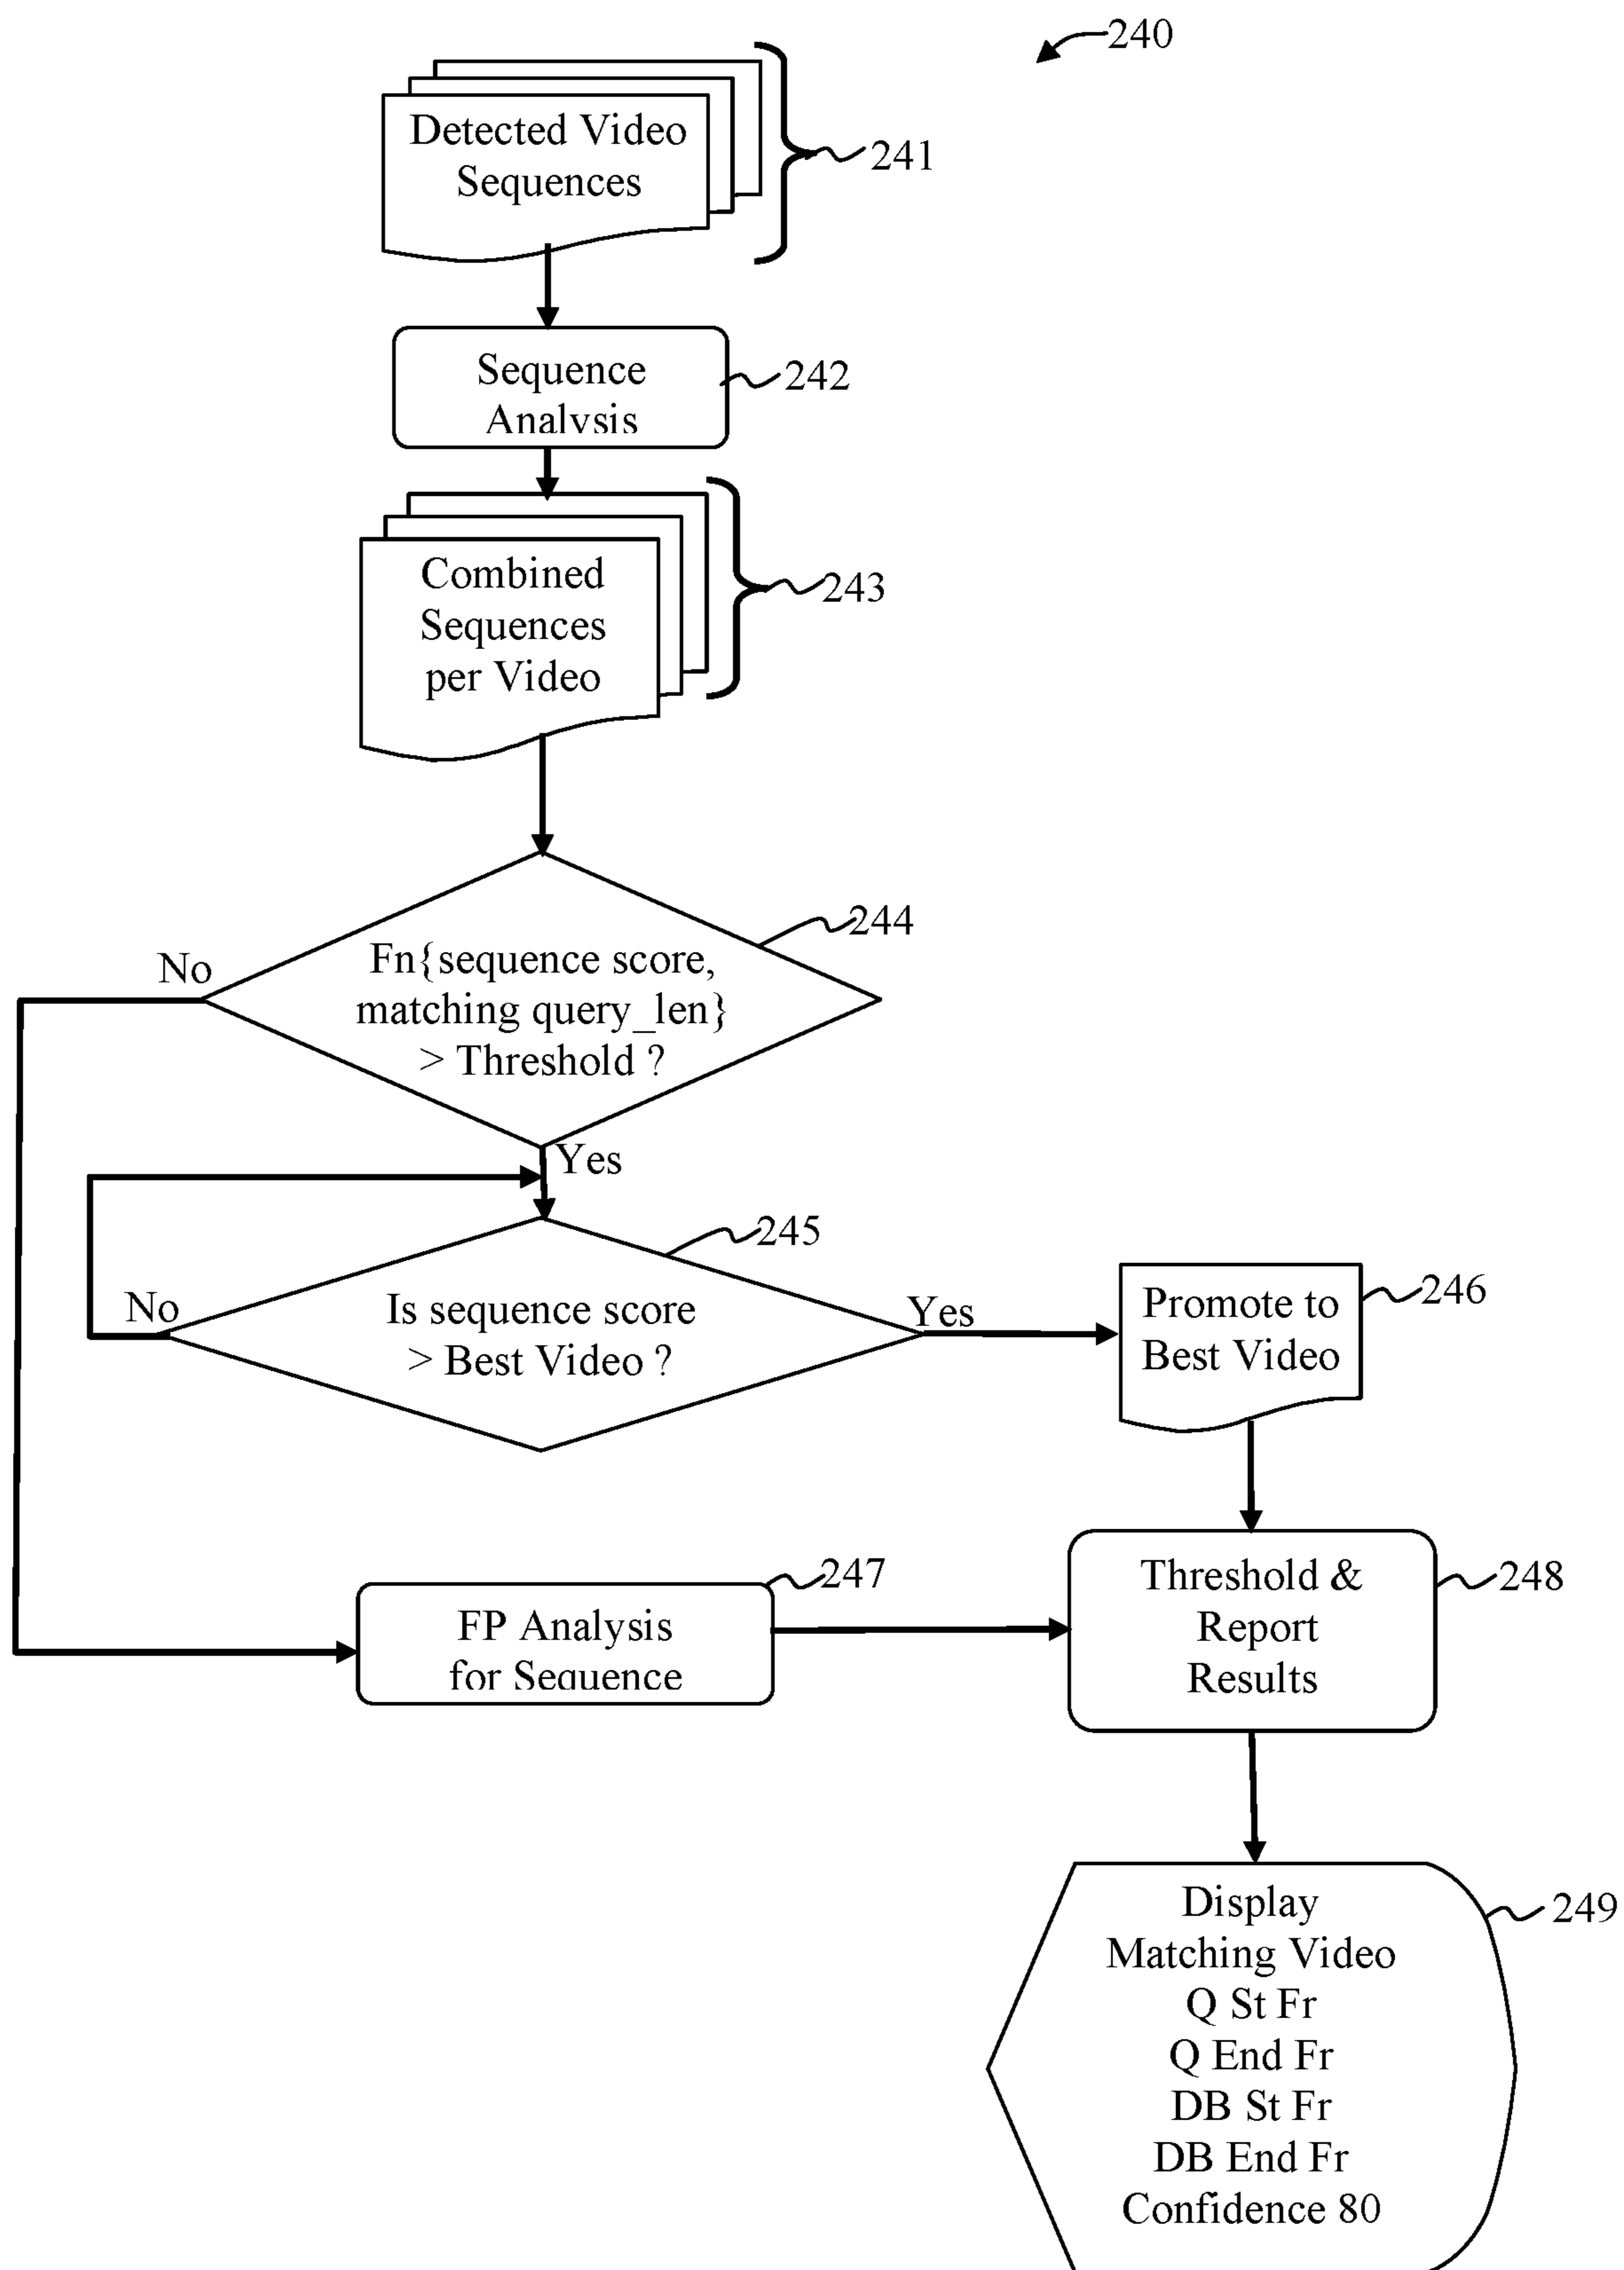 240
Detected Video
Sequences
241
Sequence
Analysis
242
Combined
Sequences
per Video
243
244
No
Fn{sequence score,
matching query_len}
> Threshold ?
Yes
245
No
Is sequence score
> Best Video ?
Yes
Promote to
Best Video
246
247
FP Analysis
for Sequence
Threshold &
Report
Results
248
Display
Matching Video
Q St Fr
Q End Fr
DB St Fr
DB End Fr
Confidence 80
249